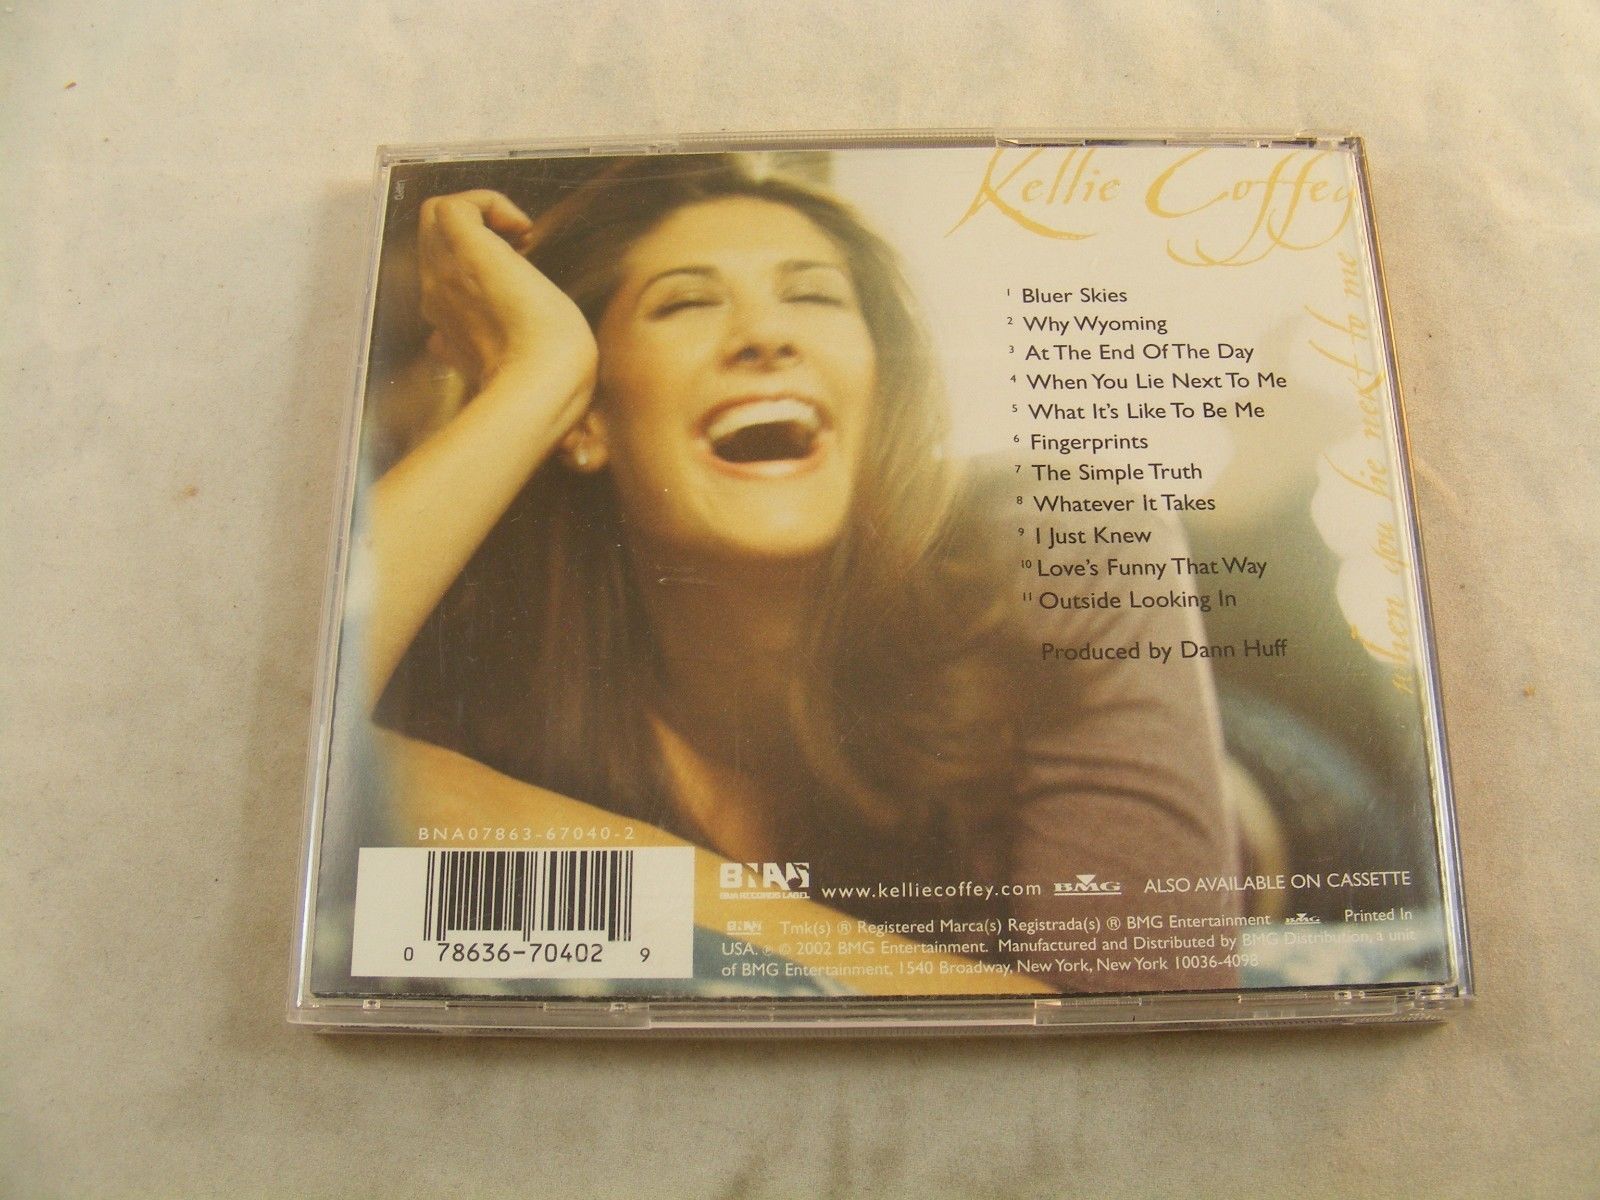 Kellie Coffey
when you lie next to me
1 Bluer Skies
2 Why Wyoming
3 At The End Of The Day
4 When You Lie Next To Me
5 What It's Like To Be Me
6 Fingerprints
7 The Simple Truth
8 Whatever It Takes
9 I Just Knew
10 Love's Funny That Way
11 Outside Looking In
Produced by Dann Huff
BNA07863-67040-2
0 78636-70402 9
BNA RECORDS LABEL
www.kelliecoffey.com BMG ALSO AVAILABLE ON CASSETTE
BNA Tmk(s) ® Registered Marca(s) Registrada(s) ® BMG Entertainment BMG Printed In
USA. ℗ © 2002 BMG Entertainment. Manufactured and Distributed by BMG Distribution, a unit
of BMG Entertainment, 1540 Broadway, New York, New York 10036-4098